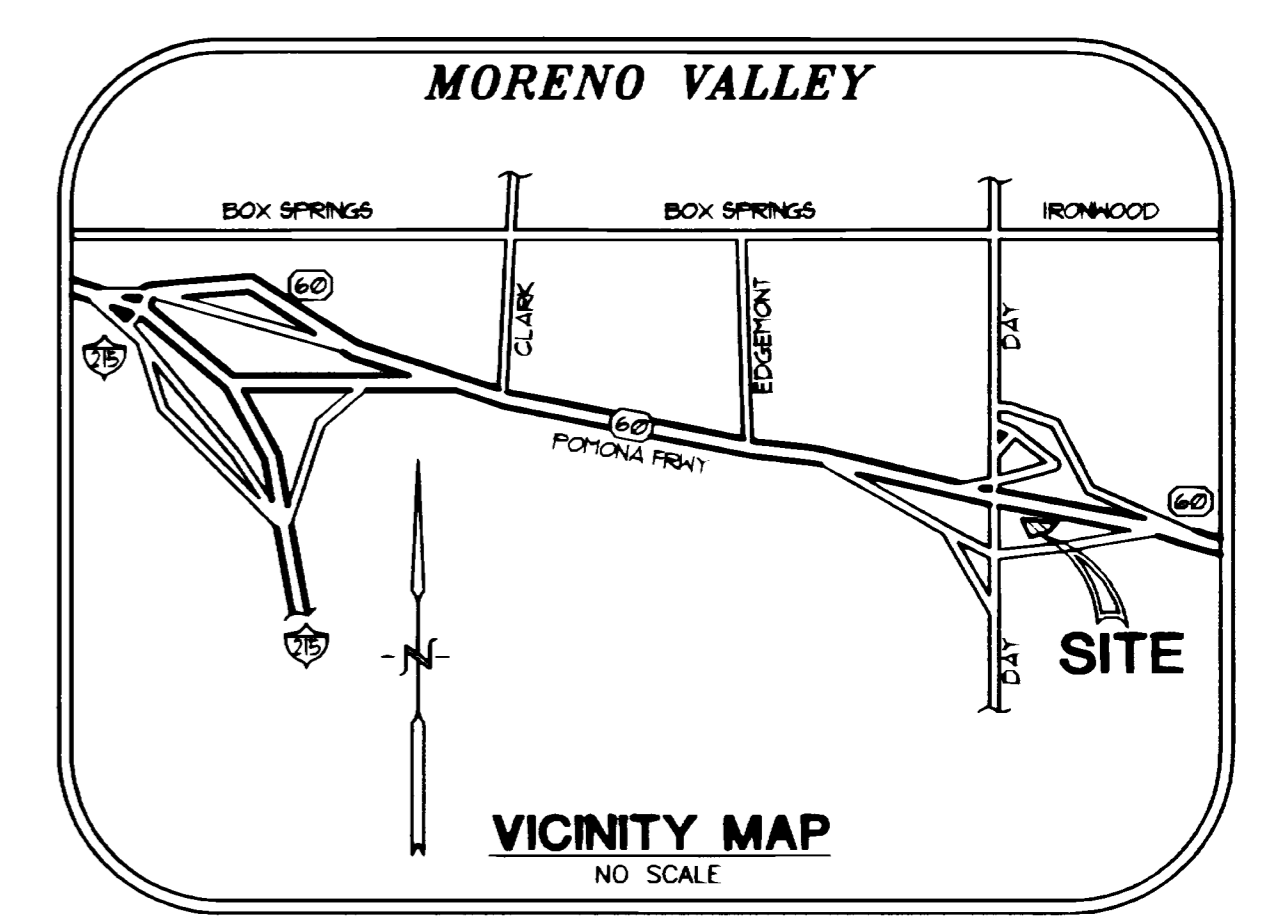 MORENO VALLEY
BOX SPRINGS
BOX SPRINGS
IRONWOOD
60
CLARK
EDGEMONT
DAY
215
60
POMONA FRWY
60
215
N
DAY
SITE
VICINITY MAP
NO SCALE